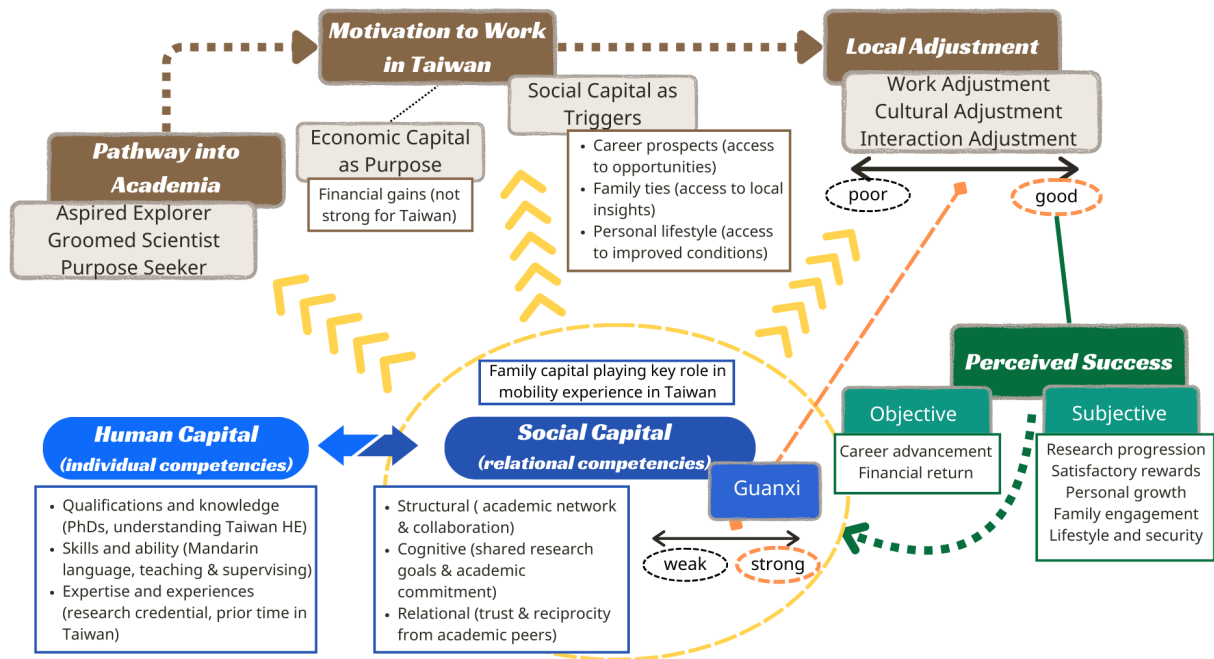 Motivation to Work
in Taiwan
Local Adjustment
Work Adjustment
Cultural Adjustment
Interaction Adjustment
poor
good
Social Capital as
Triggers
• Career prospects (access
to opportunities)
• Family ties (access to local
insights)
• Personal lifestyle (access
to improved conditions)
Economic Capital
as Purpose
Financial gains (not
strong for Taiwan)
Pathway into
Academia
Aspired Explorer
Groomed Scientist
Purpose Seeker
Perceived Success
Objective
Career advancement
Financial return
Subjective
Research progression
Satisfactory rewards
Personal growth
Family engagement
Lifestyle and security
Family capital playing key role in
mobility experience in Taiwan
Human Capital
(individual competencies)
• Qualifications and knowledge
(PhDs, understanding Taiwan HE)
• Skills and ability (Mandarin
language, teaching & supervising)
• Expertise and experiences
(research credential, prior time in
Taiwan)
Social Capital
(relational competencies)
• Structural ( academic network
& collaboration)
• Cognitive (shared research
goals & academic
commitment)
• Relational (trust & reciprocity
from academic peers)
Guanxi
weak
strong